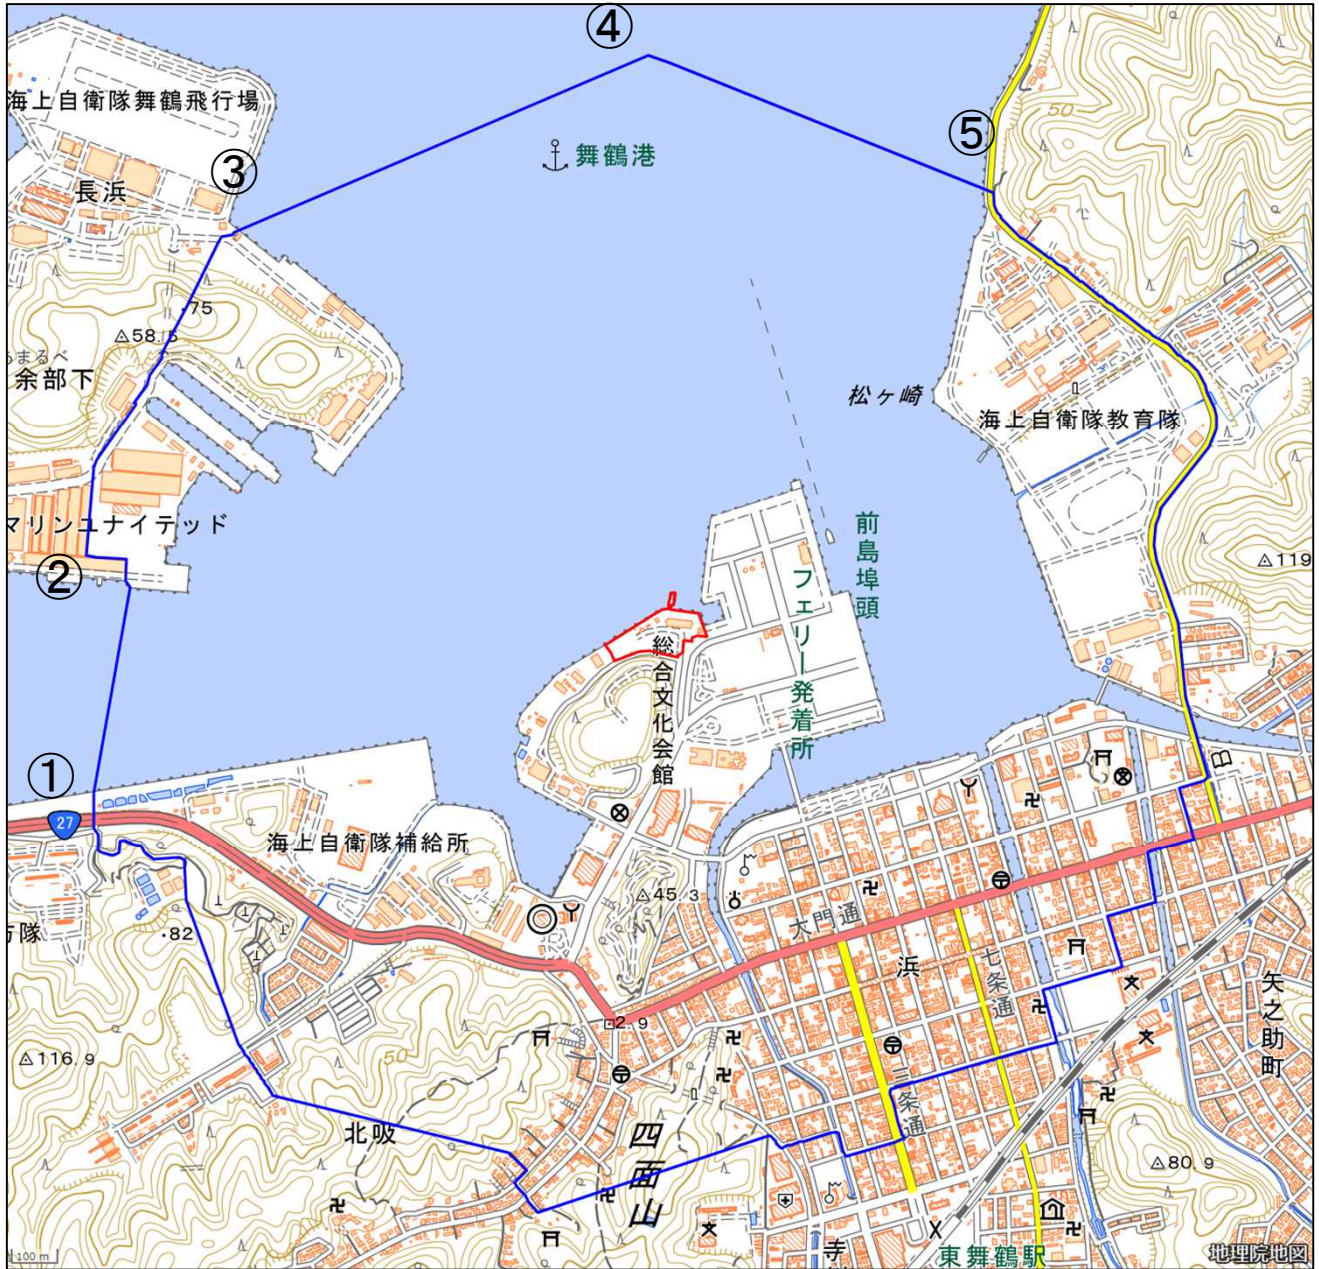 ④
海上自衛隊舞鶴飛行場
50
⑤
舞鶴港
③
長浜
75
58.5
まるべ
余部下
松ヶ崎
海上自衛隊教育隊
マリンユナイテッド
前島埠頭
②
119
フェリー発着所
総合文化会館
①
27
海上自衛隊補給所
45.3
大門通
82
浜
七条通
矢之助町
2.9
116.9
50
三条通
北吸
四面山
80.9
寺
東舞鶴駅
100 m
地理院地図